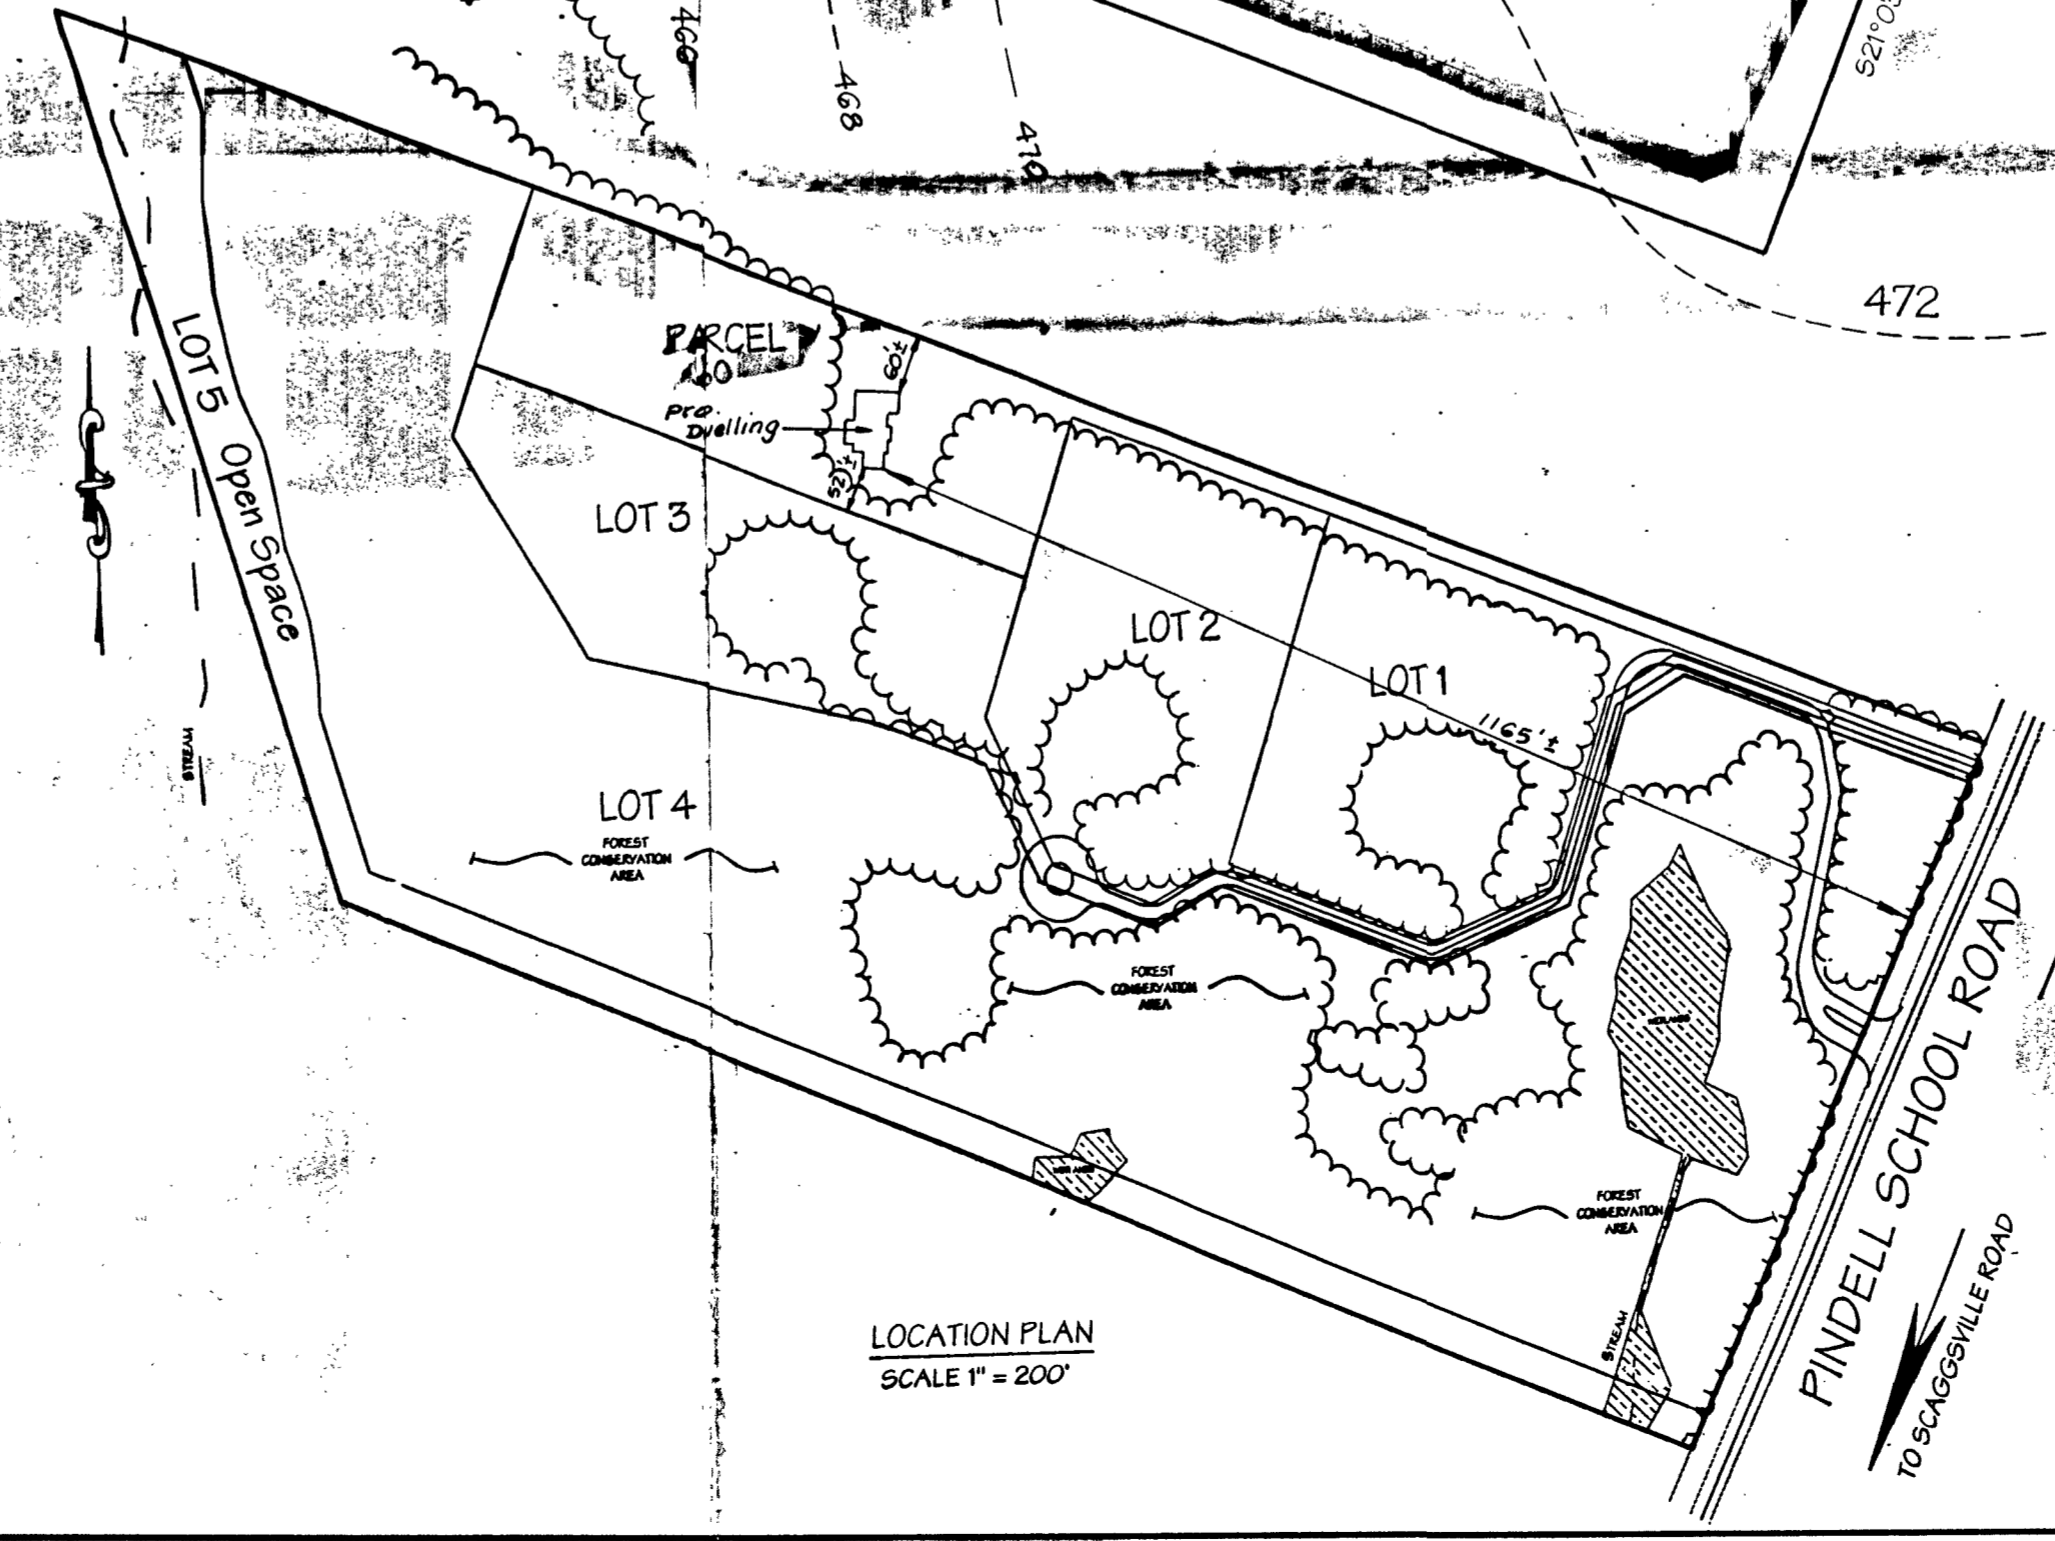 466
468
470
S21°03
472
PARCEL
60'±
Pro.
Dwelling
52'±
LOT 5 Open Space
LOT 3
LOT 2
LOT 1
1165'±
STREAM
LOT 4
FOREST
CONSERVATION
AREA
FOREST
CONSERVATION
AREA
WETLANDS
WETLANDS
FOREST
CONSERVATION
AREA
STREAM
PINDELL SCHOOL ROAD
TO SCAGGSVILLE ROAD
LOCATION PLAN
SCALE 1" = 200'